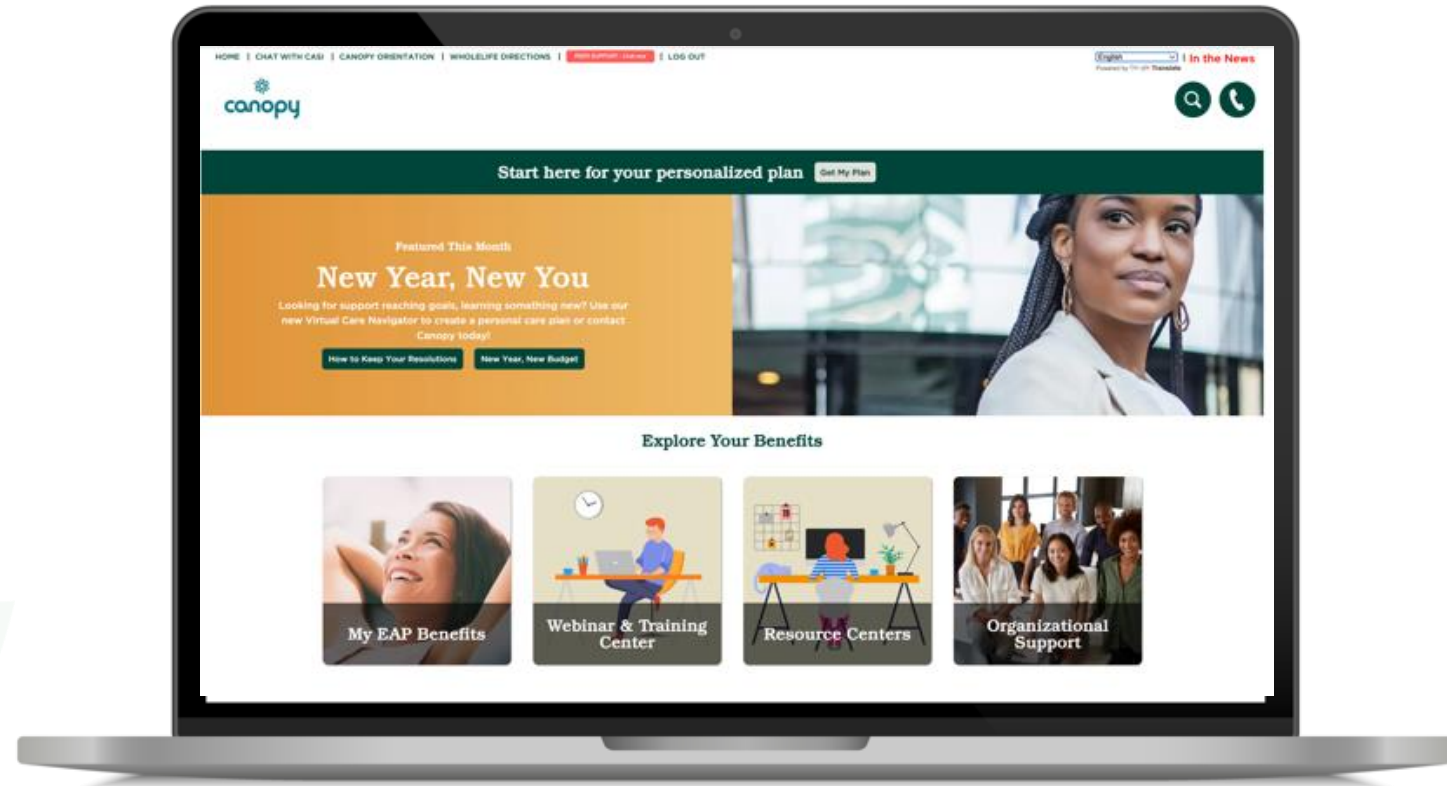 HOME | CHAT WITH CASI | CANOPY ORIENTATION | WHOLELIFE DIRECTIONS | | LOG OUT
English | In the News
Powered by Translate
canopy
Start here for your personalized plan Get My Plan
Featured This Month
New Year, New You
Looking for support reaching goals, learning something new? Use our
new Virtual Care Navigator to create a personal care plan or contact
Canopy today!
How to Keep Your Resolutions New Year, New Budget
Explore Your Benefits
My EAP Benefits
Webinar & Training
Center
Resource Centers
Organizational
Support